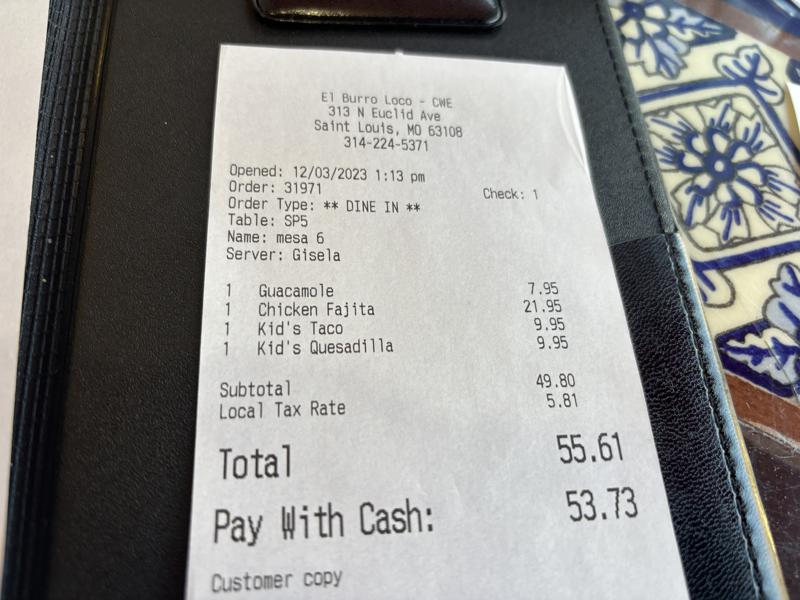 El Burro Loco - CWE
313 N Euclid Ave
Saint Louis, MO 63108
314-224-5371
Opened: 12/03/2023 1:13 pm
Order: 31971 Check: 1
Order Type: ** DINE IN **
Table: SP5
Name: mesa 6
Server: Gisela
1 Guacamole 7.95
1 Chicken Fajita 21.95
1 Kid's Taco 9.95
1 Kid's Quesadilla 9.95
Subtotal 49.80
Local Tax Rate 5.81
Total 55.61
Pay With Cash: 53.73
Customer copy